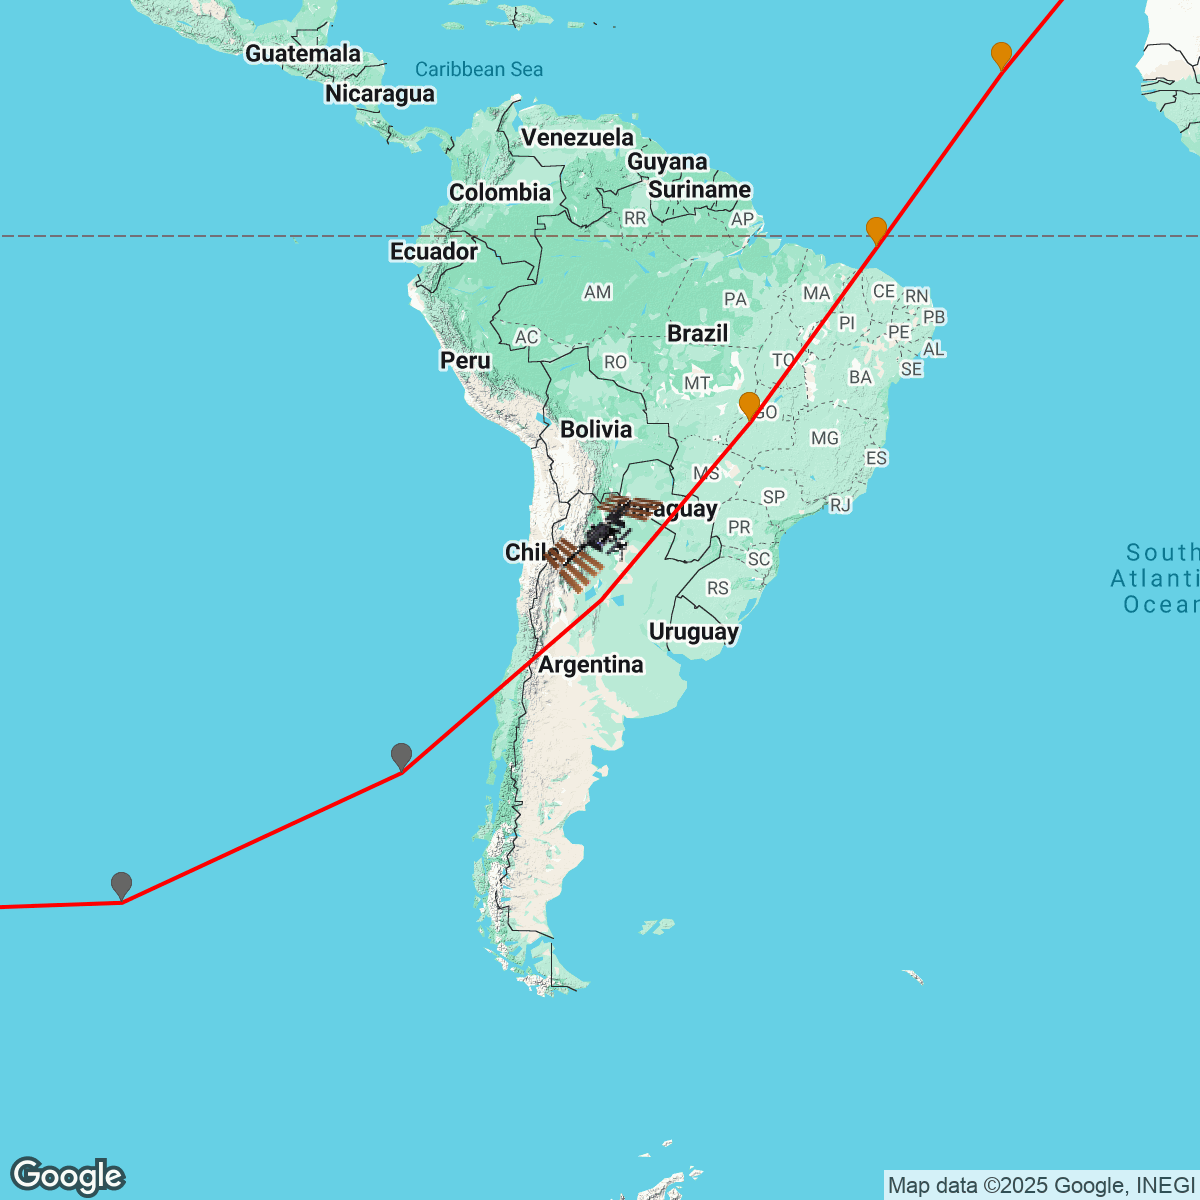 Guatemala
Caribbean Sea
Nicaragua
Venezuela
Guyana
Suriname
Colombia
RR
AP
Ecuador
AM
PA
MA
CE
RN
PB
PI
PE
Brazil
AC
TO
AL
Peru
RO
SE
MT
BA
GO
Bolivia
MG
ES
MS
SP
RJ
raguay
PR
Chile
SC
South
Atlanti
Ocean
RS
Uruguay
Argentina
Google
Map data ©2025 Google, INEGI